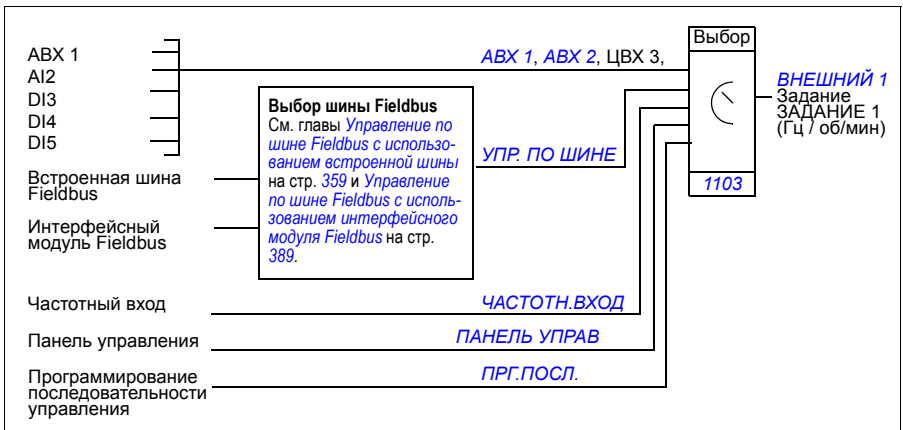 АВХ 1
AI2
DI3
DI4
DI5
Встроенная шина
Fieldbus
Интерфейсный
модуль Fieldbus
Частотный вход
Панель управления
Программирование
последовательности
управления
Выбор шины Fieldbus
См. главы Управление по
шине Fieldbus с использо-
ванием встроенной шины
на стр. 359 и Управление
по шине Fieldbus с исполь-
зованием интерфейсного
модуля Fieldbus на стр.
389.
АВХ 1, АВХ 2, ЦВХ 3,
УПР. ПО ШИНЕ
ЧАСТОТН.ВХОД
ПАНЕЛЬ УПРАВ
ПРГ.ПОСЛ.
Выбор
1103
ВНЕШНИЙ 1
Задание
ЗАДАНИЕ 1
(Гц / об/мин)